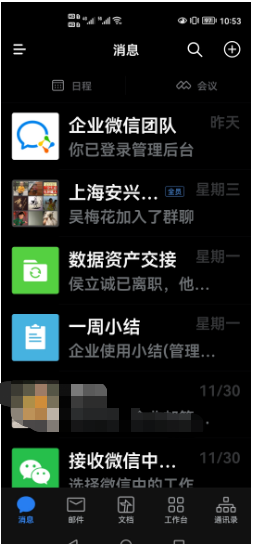 10:53
消息
日程
会议
企业微信团队
昨天
你已登录管理后台
上海安兴...
全员
星期三
吴梅花加入了群聊
数据资产交接
星期一
侯立诚已离职，他...
一周小结
星期一
企业使用小结(管理...
11/30
接收微信中...
11/30
选择微信中的工作
消息
邮件
文档
工作台
通讯录